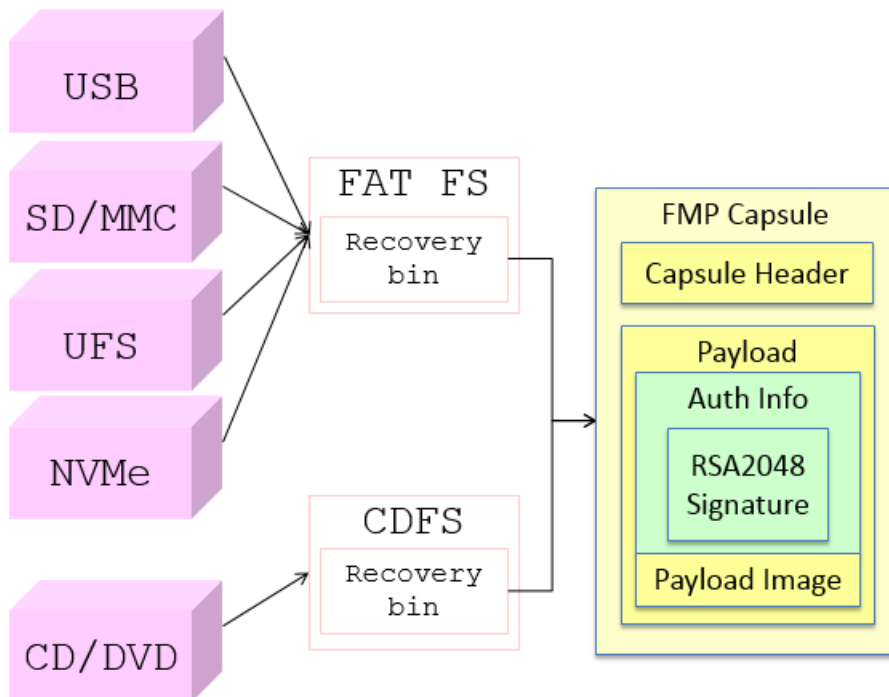 USB
SD/MMC
UFS
NVMe
CD/DVD
FAT FS
Recovery
bin
CDFS
Recovery
bin
FMP Capsule
Capsule Header
Payload
Auth Info
RSA2048
Signature
Payload Image